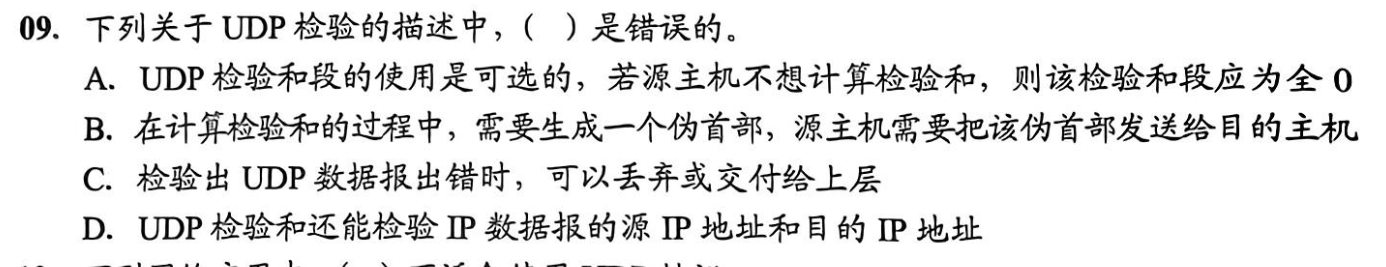 09. 下列关于 UDP 检验的描述中，（ ）是错误的。
A. UDP 检验和段的使用是可选的，若源主机不想计算检验和，则该检验和段应为全 0
B. 在计算检验和的过程中，需要生成一个伪首部，源主机需要把该伪首部发送给目的主机
C. 检验出 UDP 数据报出错时，可以丢弃或交付给上层
D. UDP 检验和还能检验 IP 数据报的源 IP 地址和目的 IP 地址